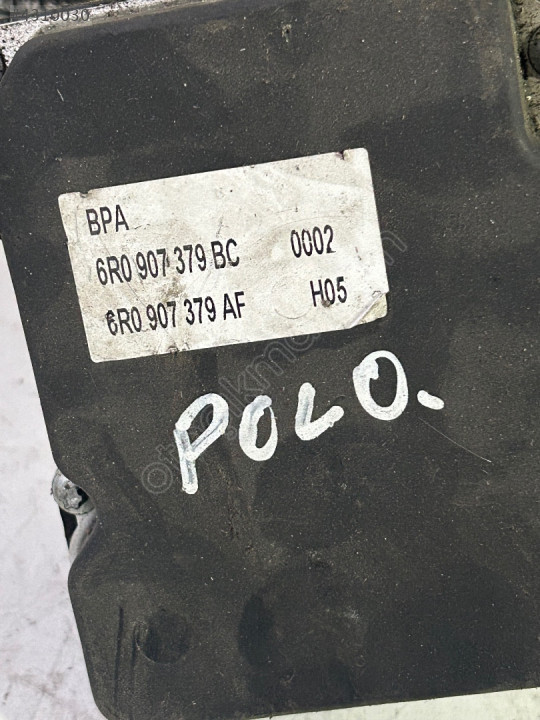 BPA
6R0 907 379 BC 0002
6R0 907 379 AF H05
POLO.